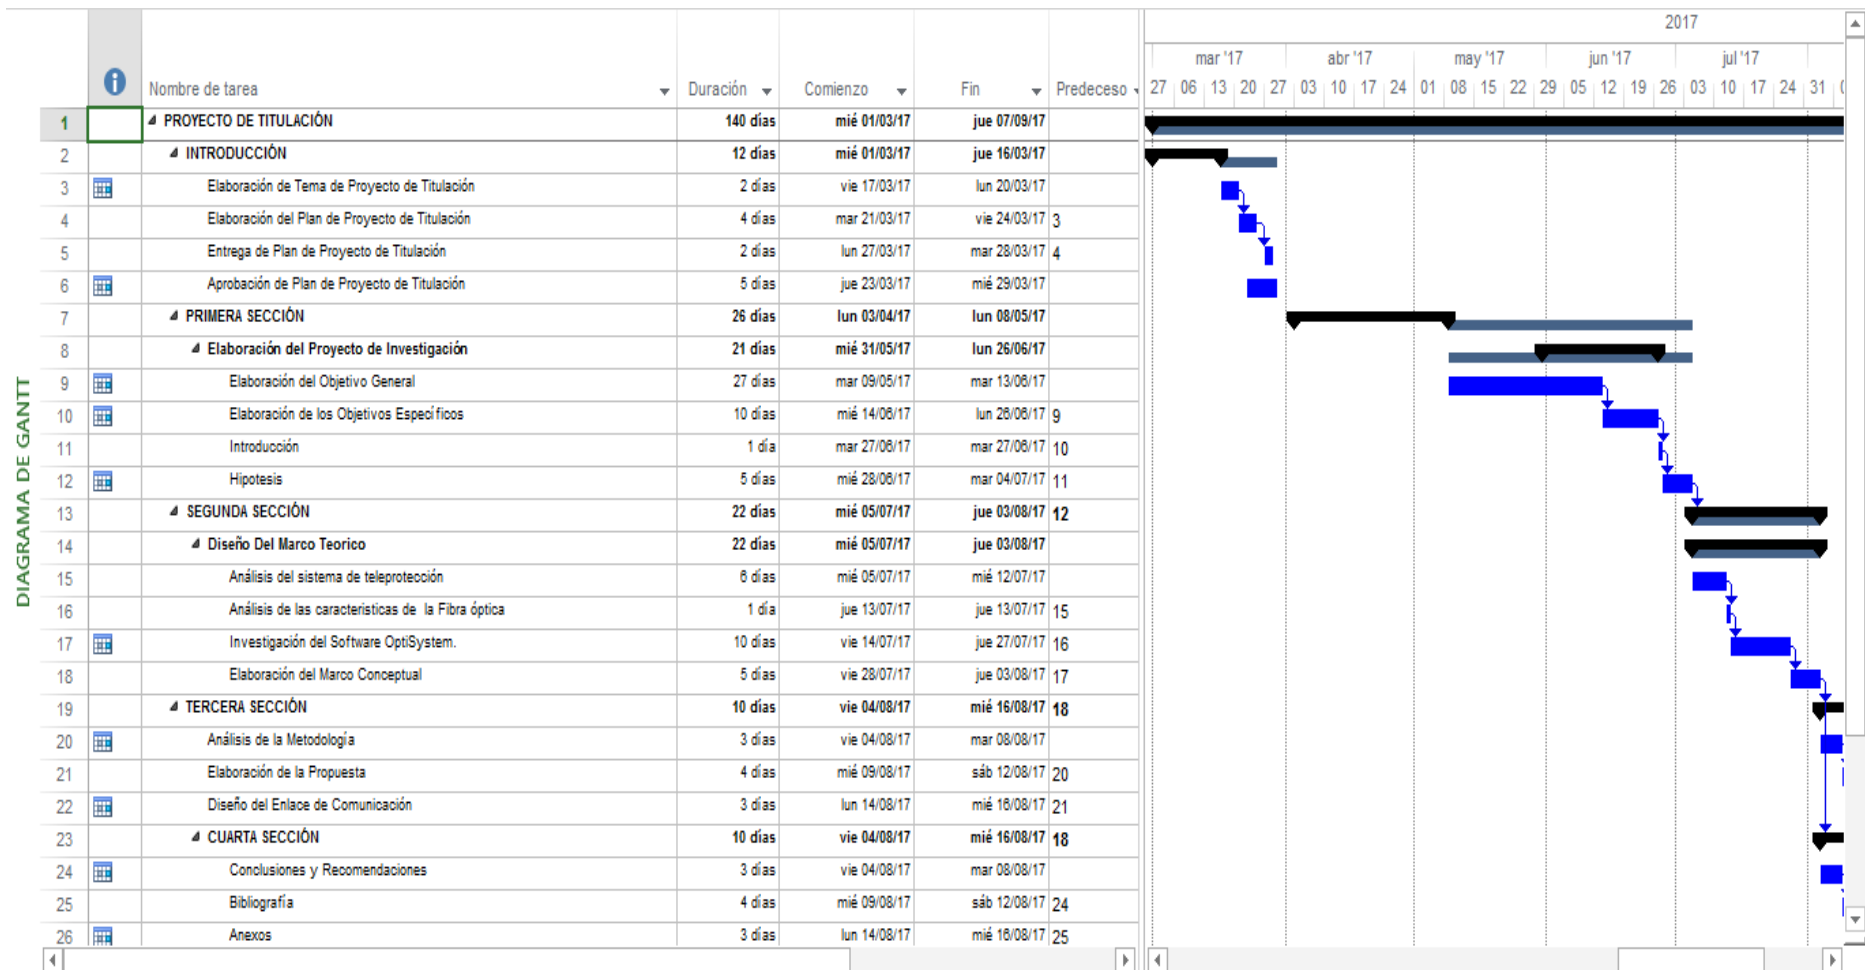 2017
mar '17 abr '17 may '17 jun '17 jul '17
Nombre de tarea Duración Comienzo Fin Predeceso 27 06 13 20 27 03 10 17 24 01 08 15 22 29 05 12 19 26 03 10 17 24 31
DIAGRAMA DE GANTT
1 PROYECTO DE TITULACIÓN 140 días mié 01/03/17 jue 07/09/17
2 INTRODUCCIÓN 12 días mié 01/03/17 jue 16/03/17
3 Elaboración de Tema de Proyecto de Titulación 2 días vie 17/03/17 lun 20/03/17
4 Elaboración del Plan de Proyecto de Titulación 4 días mar 21/03/17 vie 24/03/17 3
5 Entrega de Plan de Proyecto de Titulación 2 días lun 27/03/17 mar 28/03/17 4
6 Aprobación de Plan de Proyecto de Titulación 5 días jue 23/03/17 mié 29/03/17
7 PRIMERA SECCIÓN 26 días lun 03/04/17 lun 08/05/17
8 Elaboración del Proyecto de Investigación 21 días mié 31/05/17 lun 26/06/17
9 Elaboración del Objetivo General 27 días mar 09/05/17 mar 13/06/17
10 Elaboración de los Objetivos Específicos 10 días mié 14/06/17 lun 26/06/17 9
11 Introducción 1 día mar 27/06/17 mar 27/06/17 10
12 Hipotesis 5 días mié 28/06/17 mar 04/07/17 11
13 SEGUNDA SECCIÓN 22 días mié 05/07/17 jue 03/08/17 12
14 Diseño Del Marco Teorico 22 días mié 05/07/17 jue 03/08/17
15 Análisis del sistema de teleprotección 6 días mié 05/07/17 mié 12/07/17
16 Análisis de las caracteristicas de la Fibra óptica 1 día jue 13/07/17 jue 13/07/17 15
17 Investigación del Software OptiSystem. 10 días vie 14/07/17 jue 27/07/17 16
18 Elaboración del Marco Conceptual 5 días vie 28/07/17 jue 03/08/17 17
19 TERCERA SECCIÓN 10 días vie 04/08/17 mié 16/08/17 18
20 Análisis de la Metodología 3 días vie 04/08/17 mar 08/08/17
21 Elaboración de la Propuesta 4 días mié 09/08/17 sáb 12/08/17 20
22 Diseño del Enlace de Comunicación 3 días lun 14/08/17 mié 16/08/17 21
23 CUARTA SECCIÓN 10 días vie 04/08/17 mié 16/08/17 18
24 Conclusiones y Recomendaciones 3 días vie 04/08/17 mar 08/08/17
25 Bibliografía 4 días mié 09/08/17 sáb 12/08/17 24
26 Anexos 3 días lun 14/08/17 mié 16/08/17 25